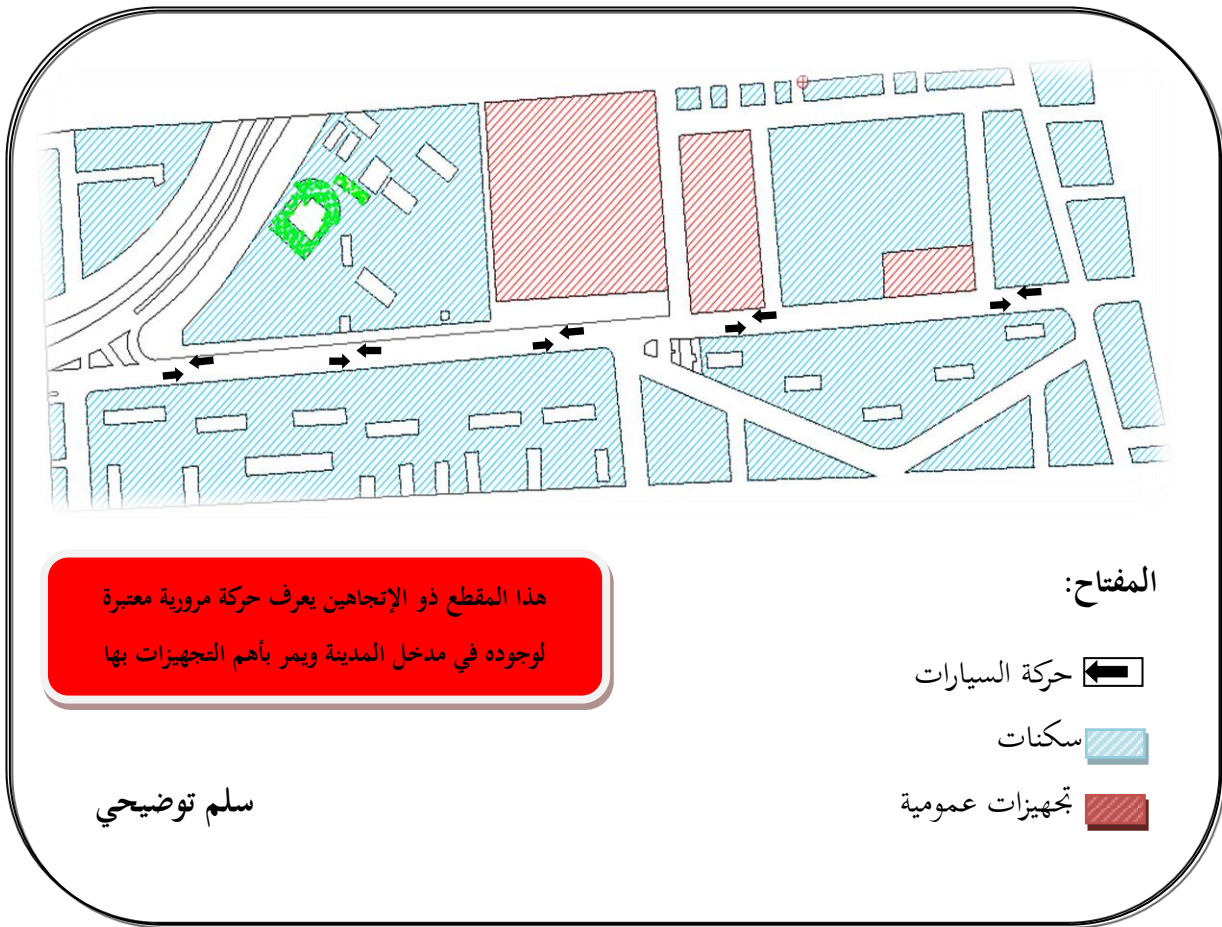 هذا المقطع ذو الإتجاهين يعرف حركة مرورية معتبرة
لوجوده في مدخل المدينة ويمر بأهم التجهيزات بها
المفتاح:
حركة السيارات
سكنات
تجهيزات عمومية
سلم توضيحي